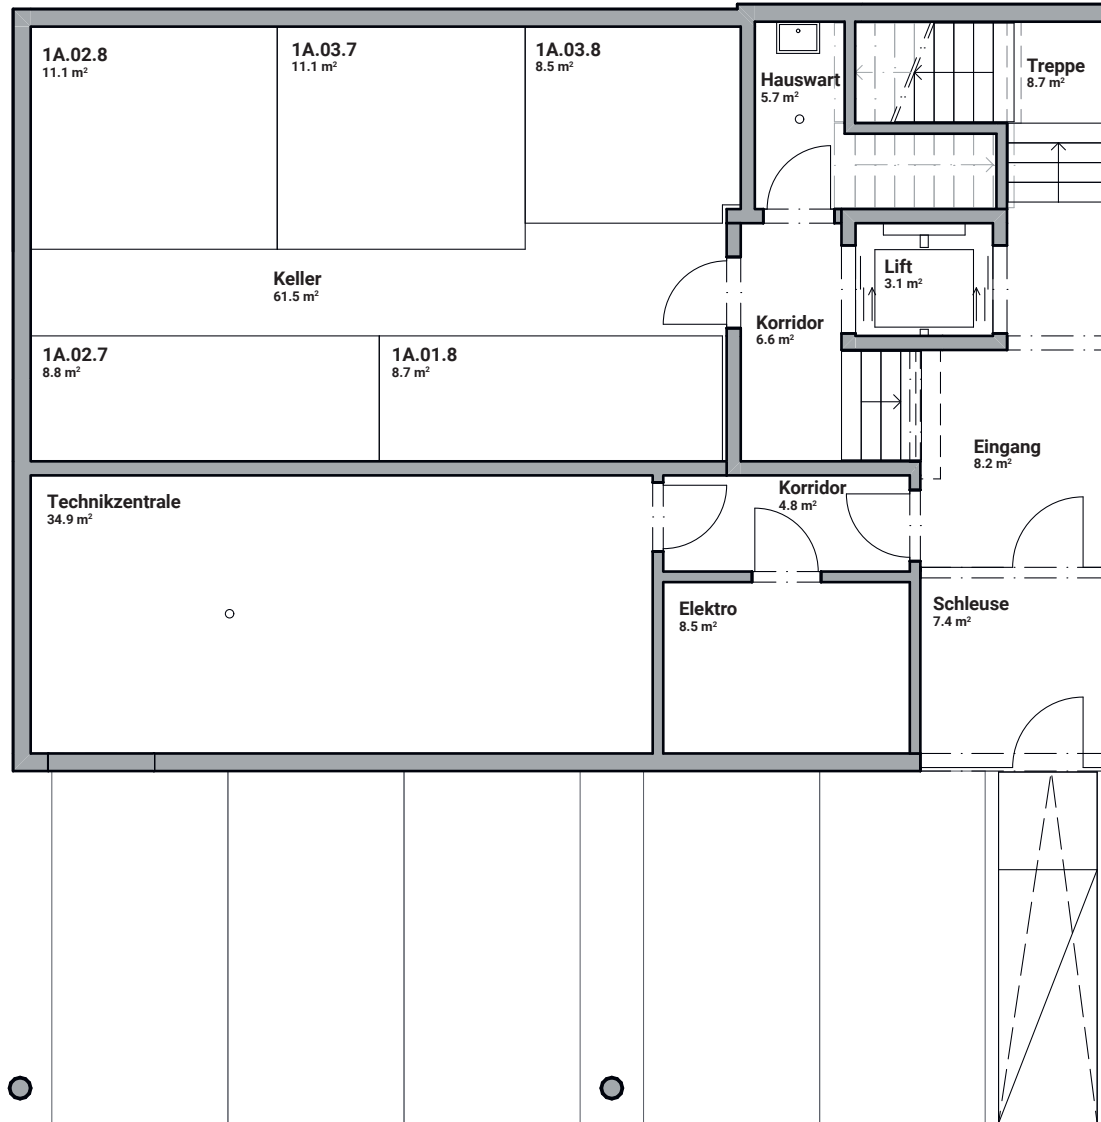 1A.02.8
11.1 m²
1A.03.7
11.1 m²
1A.03.8
8.5 m²
Hauswart
5.7 m²
Treppe
8.7 m²
Keller
61.5 m²
Lift
3.1 m²
Korridor
6.6 m²
1A.02.7
8.8 m²
1A.01.8
8.7 m²
Eingang
8.2 m²
Technikzentrale
34.9 m²
Korridor
4.8 m²
Elektro
8.5 m²
Schleuse
7.4 m²